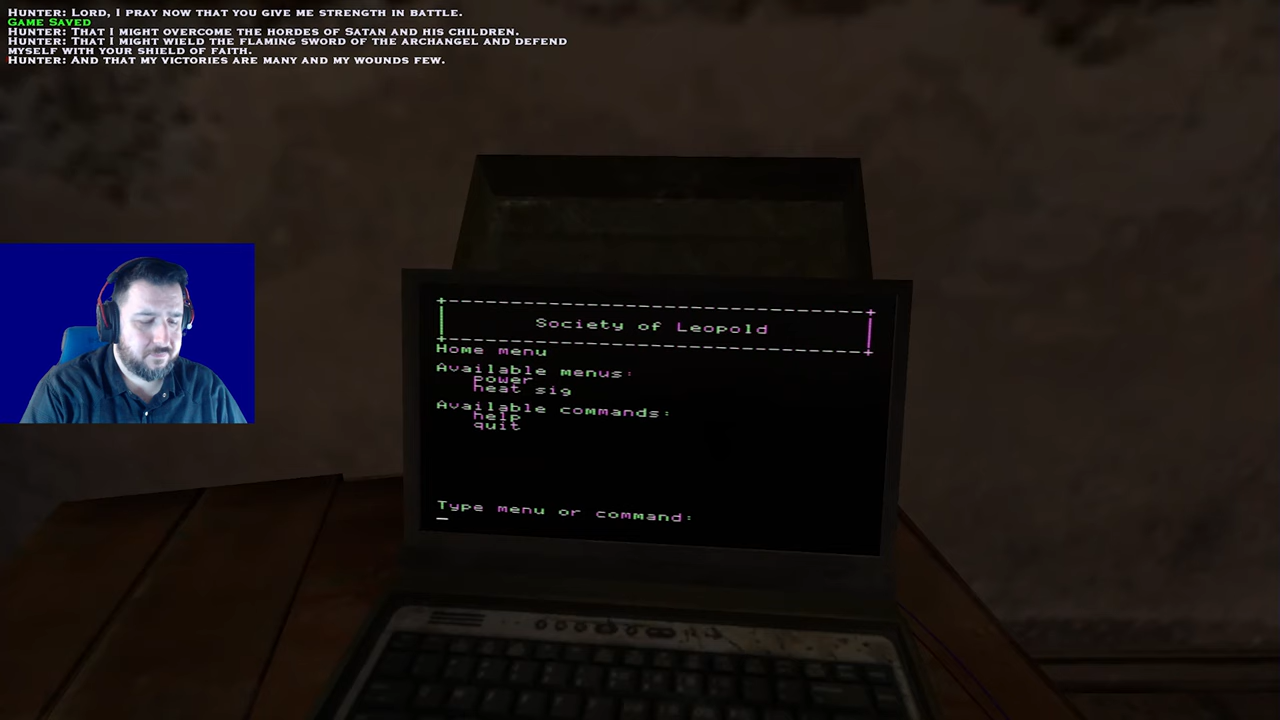 Hunter: Lord, I pray now that you give me strength in battle.
Game Saved
Hunter: That I might overcome the hordes of Satan and his children.
Hunter: That I might wield the flaming sword of the archangel and defend
myself with your shield of faith.
Hunter: And that my victories are many and my wounds few.
Society of Leopold
Home menu
Available menus:
power
heat sig
Available commands:
help
quit
Type menu or command: